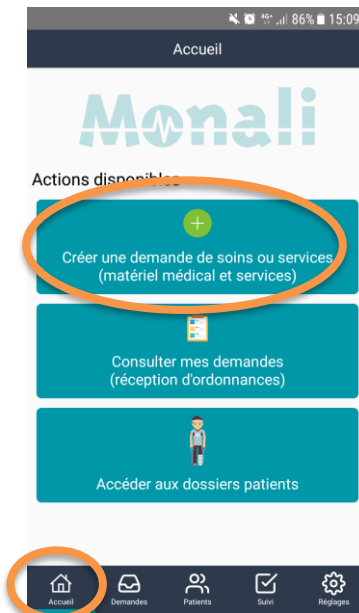 4G+ 86% 15:09
Accueil
Monali
Actions disponibles
Créer une demande de soins ou services
(matériel médical et services)
Consulter mes demandes
(réception d'ordonnances)
Accéder aux dossiers patients
Accueil Demandes Patients Suivi Réglages